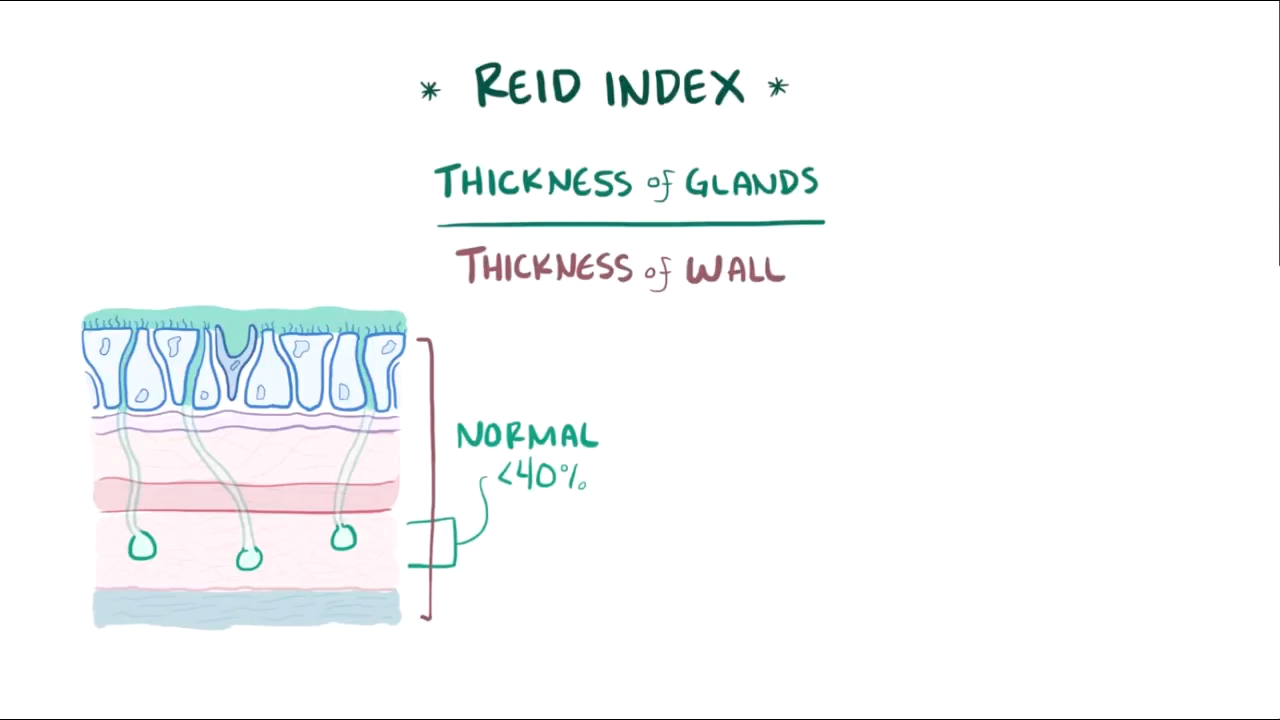 * REID INDEX *
THICKNESS of GLANDS
THICKNESS of WALL
NORMAL
<40%